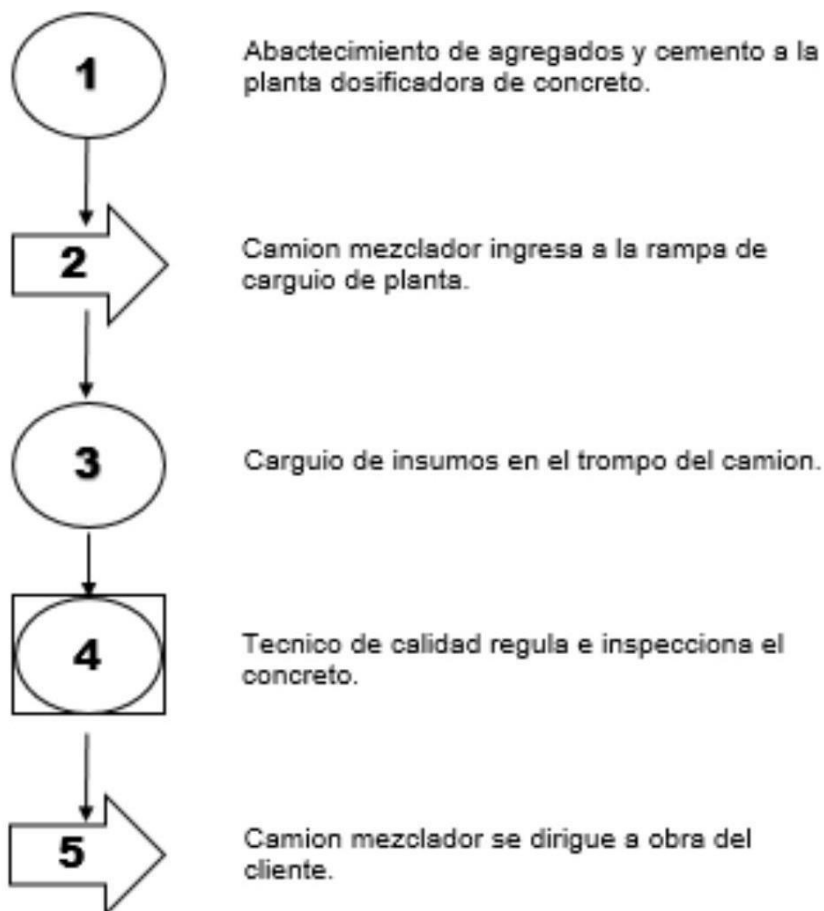 1
Abactecimiento de agregados y cemento a la
planta dosificadora de concreto.
2
Camion mezclador ingresa a la rampa de
carguio de planta.
3
Carguio de insumos en el trompo del camion.
4
Tecnico de calidad regula e inspecciona el
concreto.
5
Camion mezclador se dirigue a obra del
cliente.